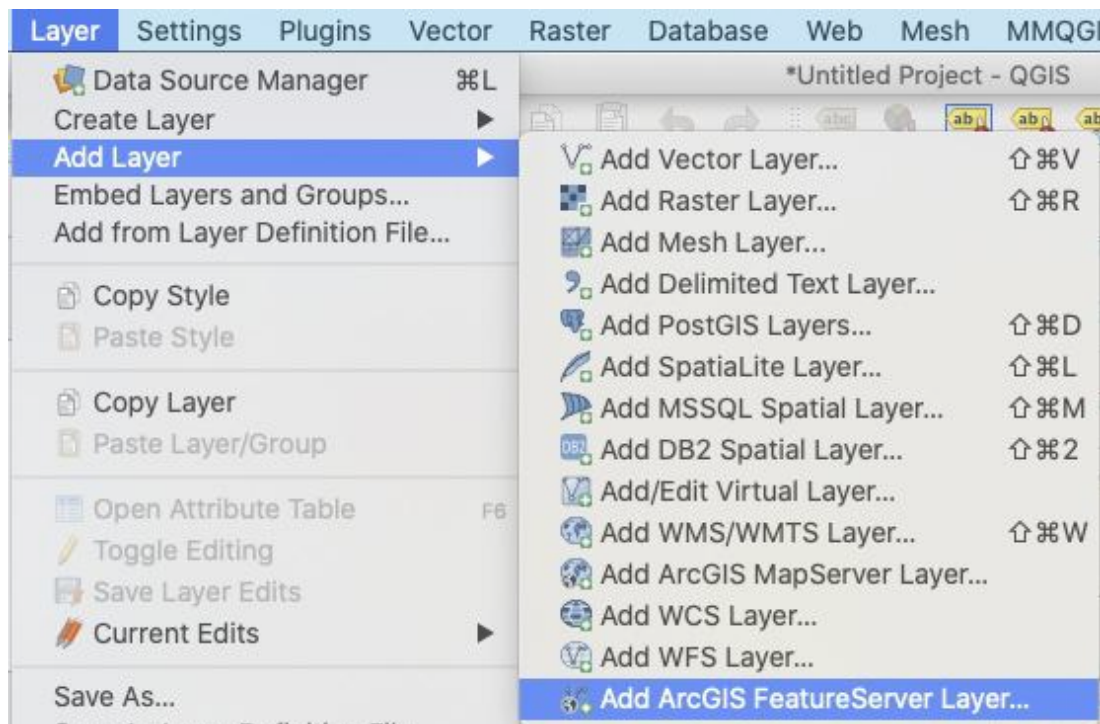 Layer Settings Plugins Vector Raster Database Web Mesh
*Untitled Project - QGIS
Data Source Manager ⌘L
Create Layer ▶
Add Layer ▶
Embed Layers and Groups...
Add from Layer Definition File...
Copy Style
Paste Style
Copy Layer
Paste Layer/Group
Open Attribute Table F6
Toggle Editing
Save Layer Edits
Current Edits ▶
Save As...
abc ab ab ab
Add Vector Layer... ⇧⌘V
Add Raster Layer... ⇧⌘R
Add Mesh Layer...
Add Delimited Text Layer...
Add PostGIS Layers... ⇧⌘D
Add SpatiaLite Layer... ⇧⌘L
Add MSSQL Spatial Layer... ⇧⌘M
DB2 Add DB2 Spatial Layer... ⇧⌘2
Add/Edit Virtual Layer...
Add WMS/WMTS Layer... ⇧⌘W
Add ArcGIS MapServer Layer...
Add WCS Layer...
Add WFS Layer...
Add ArcGIS FeatureServer Layer...